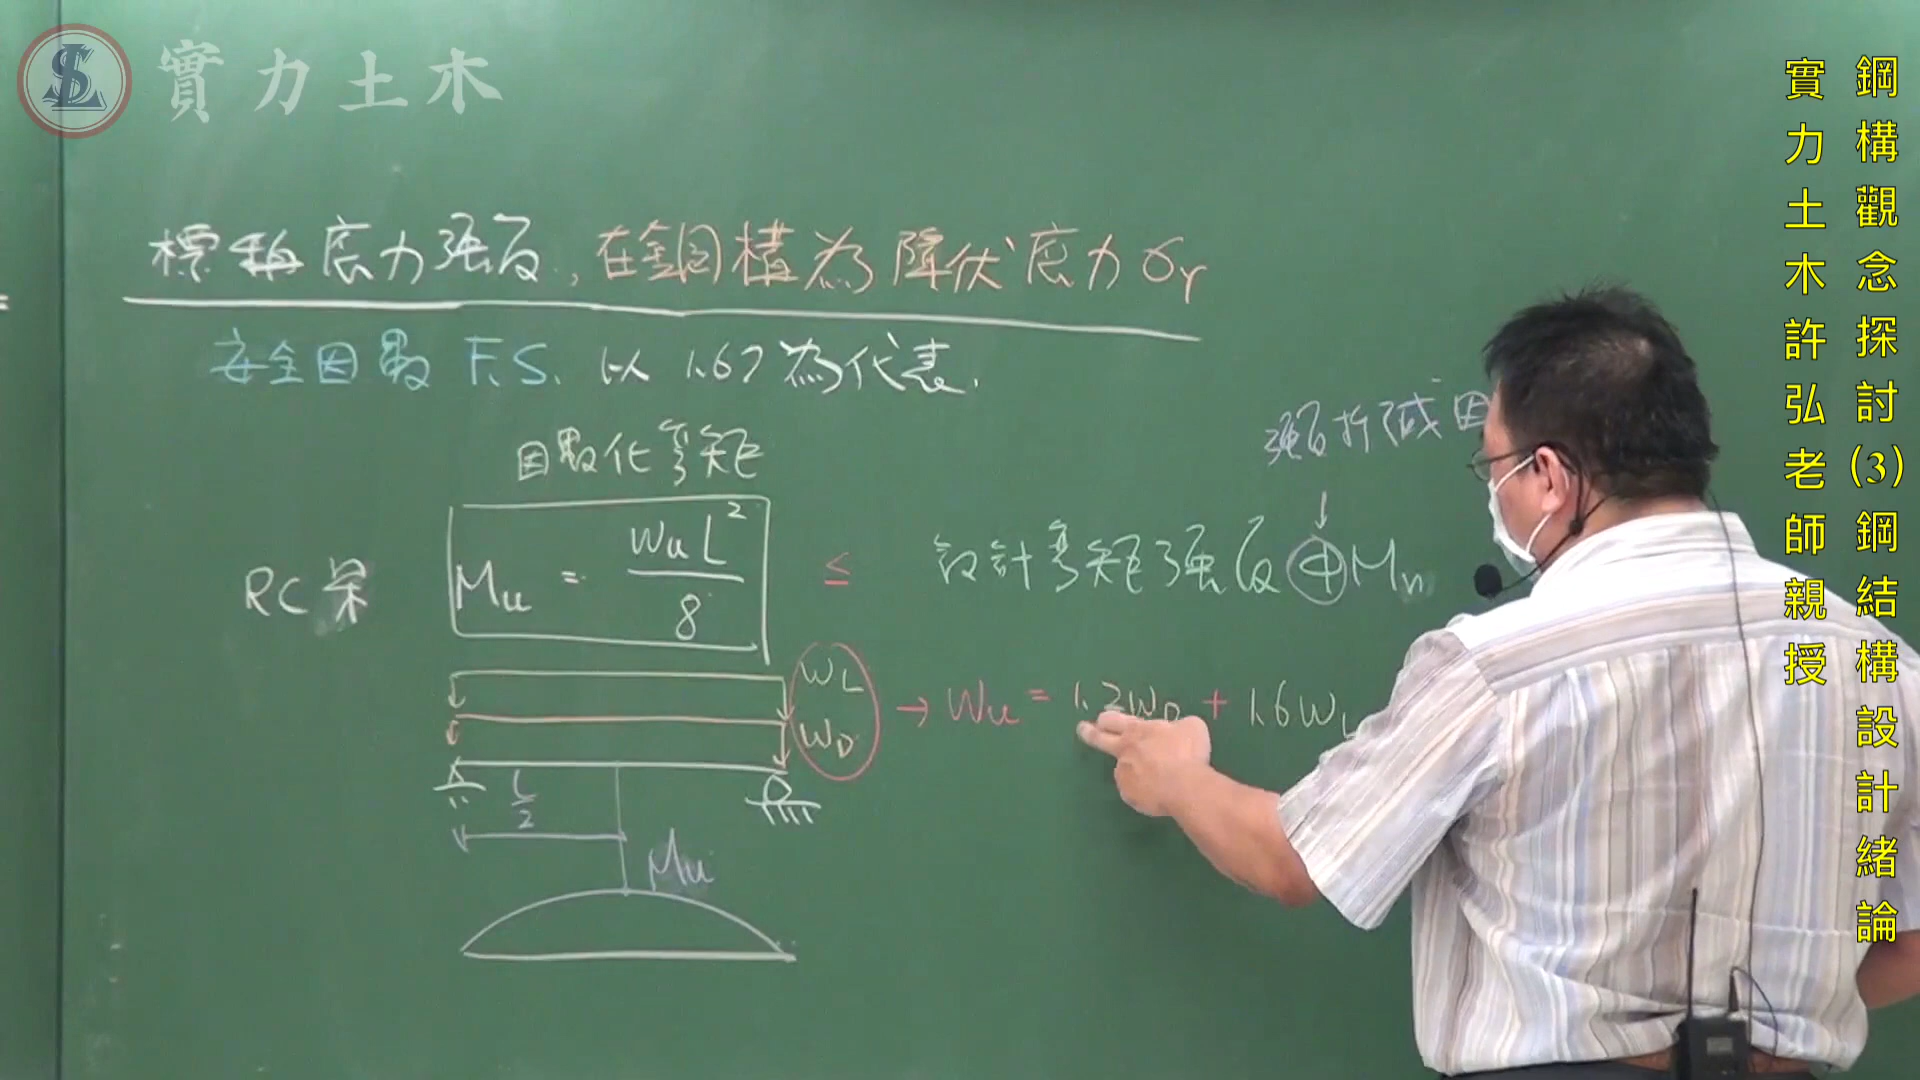 實力土木
鋼構觀念探討(3)鋼結構設計緒論
實力土木許弘老師親授
標稱應力強度,在鋼構為降伏應力σY
安全因數 F.S. 以 1.67為代表.
因數化彎矩
強度折減因
RC梁
Mu = WuL²/8 ≤ 設計彎矩強度 ΦMn
WL
WD
→ Wu = 1.2WD + 1.6WL
L/2
Mu